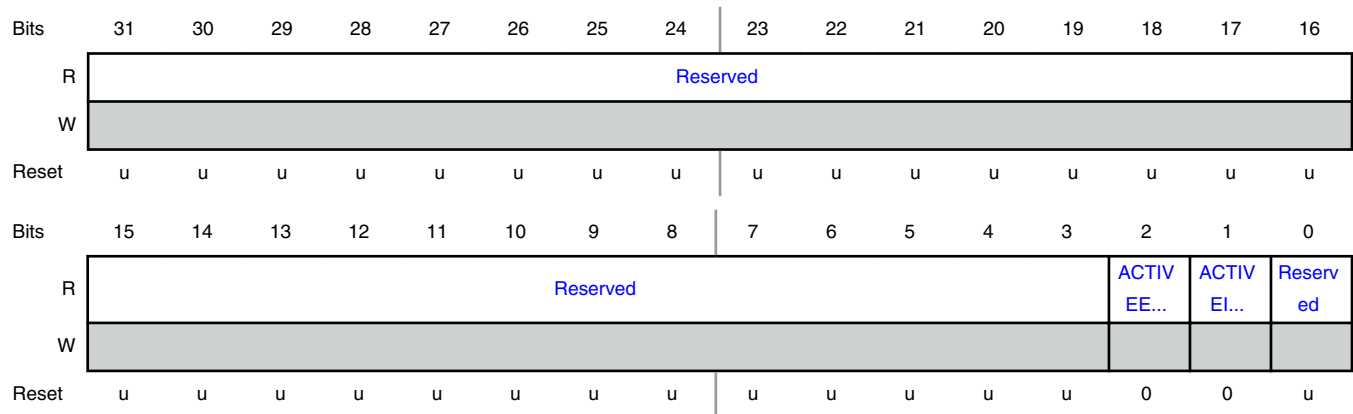 Bits 31 30 29 28 27 26 25 24 23 22 21 20 19 18 17 16
R Reserved
W
Reset u u u u u u u u u u u u u u u u
Bits 15 14 13 12 11 10 9 8 7 6 5 4 3 2 1 0
R Reserved ACTIV EE... ACTIV EI... Reserv ed
W
Reset u u u u u u u u u u u u u 0 0 u